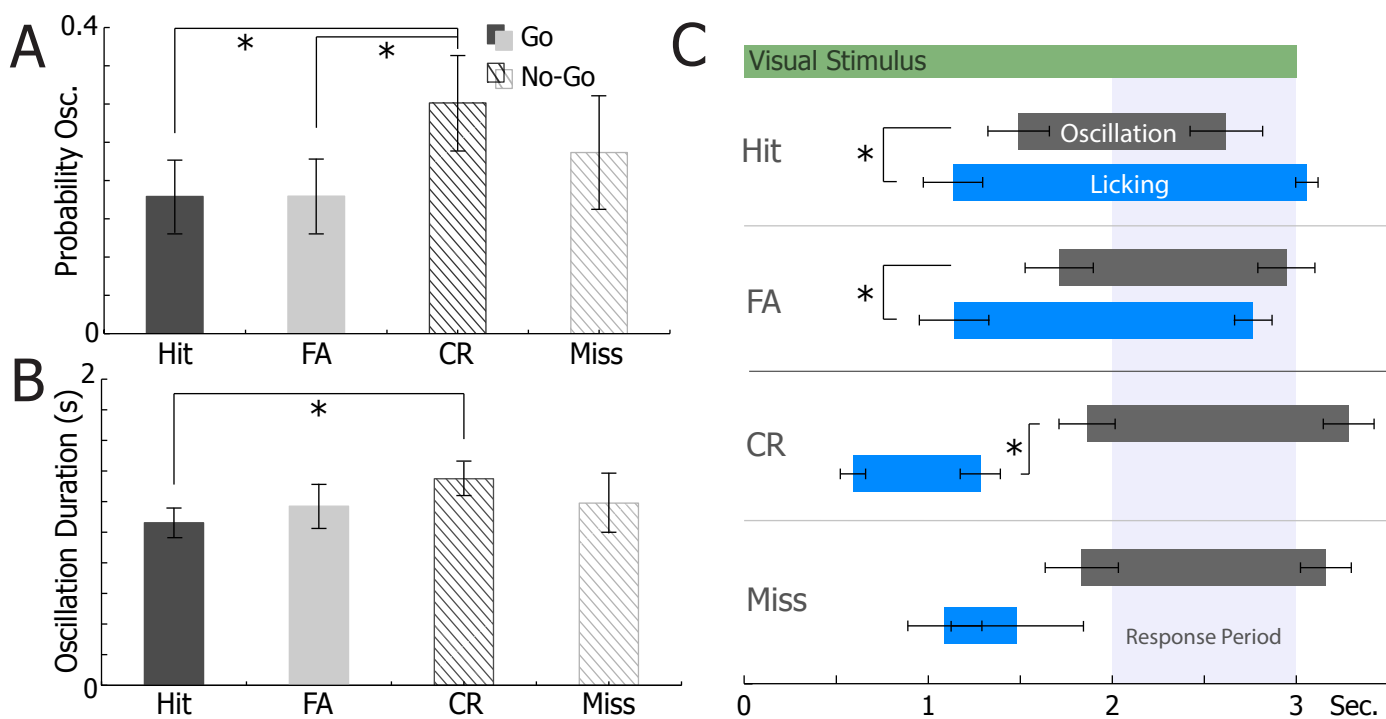 A
Probability Osc.
0.4
0
*
*
Go
No-Go
Hit FA CR Miss
B
Oscillation Duration (s)
2
0
*
Hit FA CR Miss
C
Visual Stimulus
Hit
*
Oscillation
Licking
FA
*
CR
*
Miss
Response Period
0 1 2 3 Sec.